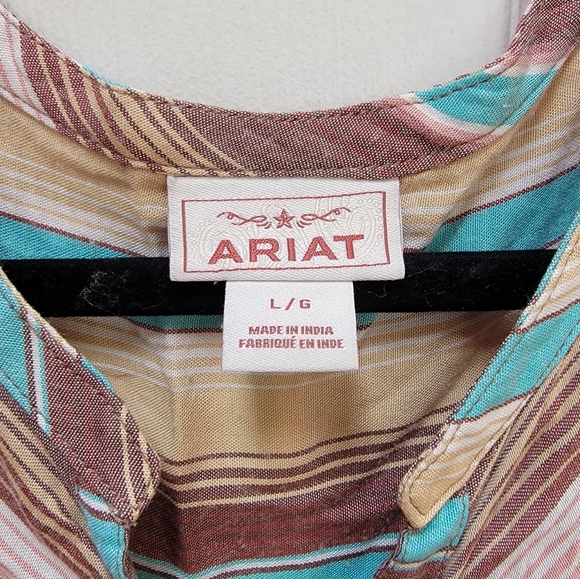 ARIAT
L/G
MADE IN INDIA
FABRIQUÉ EN INDE